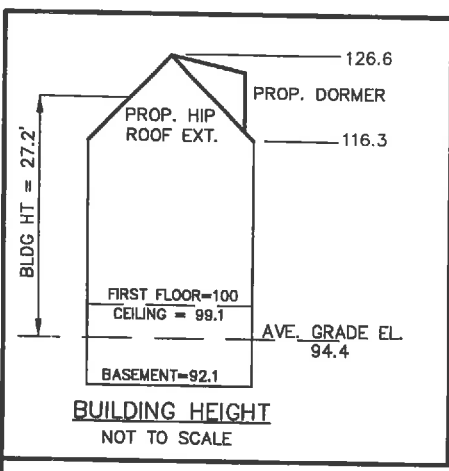 126.6
PROP. DORMER
PROP. HIP
ROOF EXT.
116.3
BLDG HT = 27.2'
FIRST FLOOR=100
CEILING = 99.1
AVE. GRADE EL.
94.4
BASEMENT=92.1
BUILDING HEIGHT
NOT TO SCALE